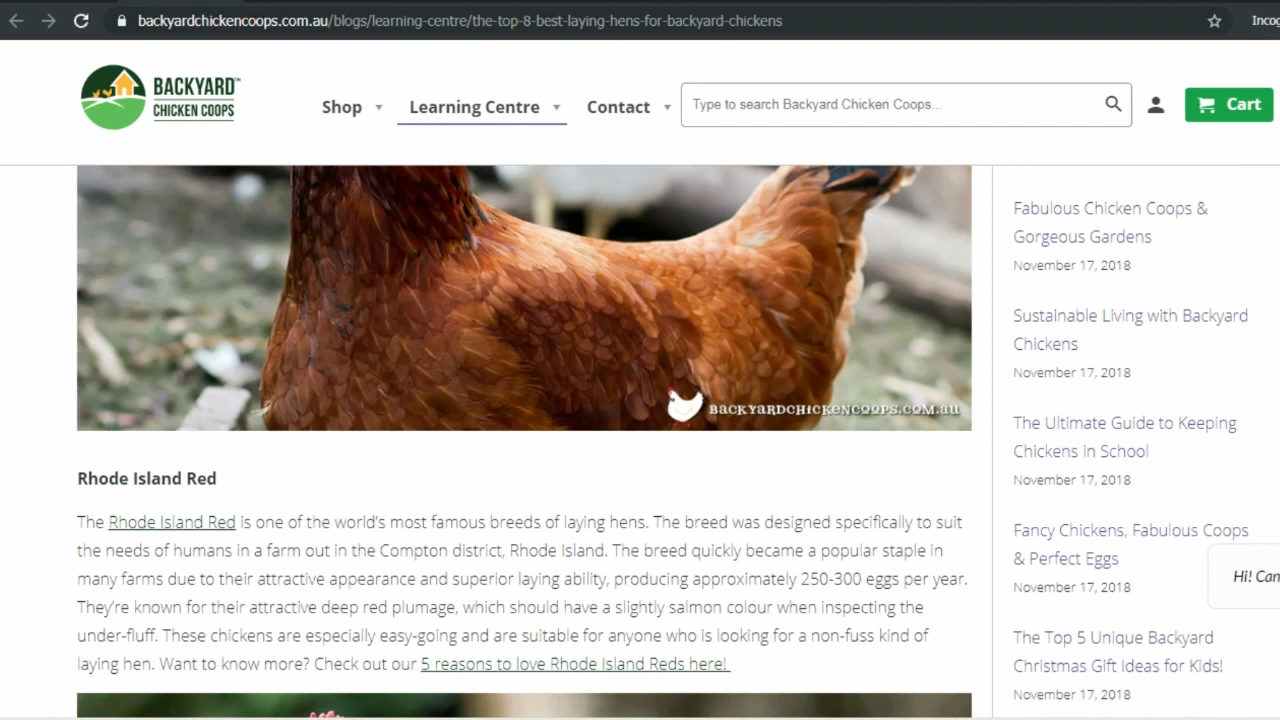 backyardchickencoops.com.au/blogs/learning-centre/the-top-8-best-laying-hens-for-backyard-chickens
Incog
BACKYARD™
CHICKEN COOPS
Shop
Learning Centre
Contact
Type to search Backyard Chicken Coops...
Cart
BACKYARDCHICKENCOOPS.COM.au
Rhode Island Red
The Rhode Island Red is one of the world's most famous breeds of laying hens. The breed was designed specifically to suit
the needs of humans in a farm out in the Compton district, Rhode Island. The breed quickly became a popular staple in
many farms due to their attractive appearance and superior laying ability, producing approximately 250-300 eggs per year.
They're known for their attractive deep red plumage, which should have a slightly salmon colour when inspecting the
under-fluff. These chickens are especially easy-going and are suitable for anyone who is looking for a non-fuss kind of
laying hen. Want to know more? Check out our 5 reasons to love Rhode Island Reds here!
Fabulous Chicken Coops &
Gorgeous Gardens
November 17, 2018
Sustainable Living with Backyard
Chickens
November 17, 2018
The Ultimate Guide to Keeping
Chickens in School
November 17, 2018
Fancy Chickens, Fabulous Coops
& Perfect Eggs
November 17, 2018
Hi! Can
The Top 5 Unique Backyard
Christmas Gift Ideas for Kids!
November 17, 2018